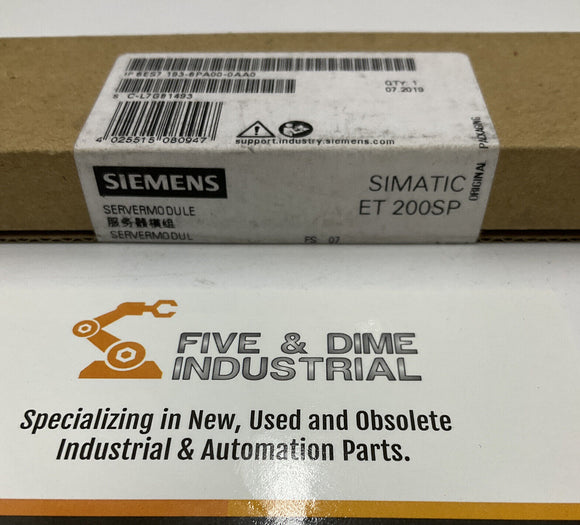 1P 6ES7 193-6PA00-0AA0
S C-L7G81493
QTY: 1
07.2019
4 025515 080947
support.industry.siemens.com
ORIGINAL PACKAGING
SIEMENS
SIMATIC
ET 200SP
SERVERMODULE
服务器模组
SERVERMODUL
FS: 07
FIVE & DIME
INDUSTRIAL
Specializing in New, Used and Obsolete
Industrial & Automation Parts.